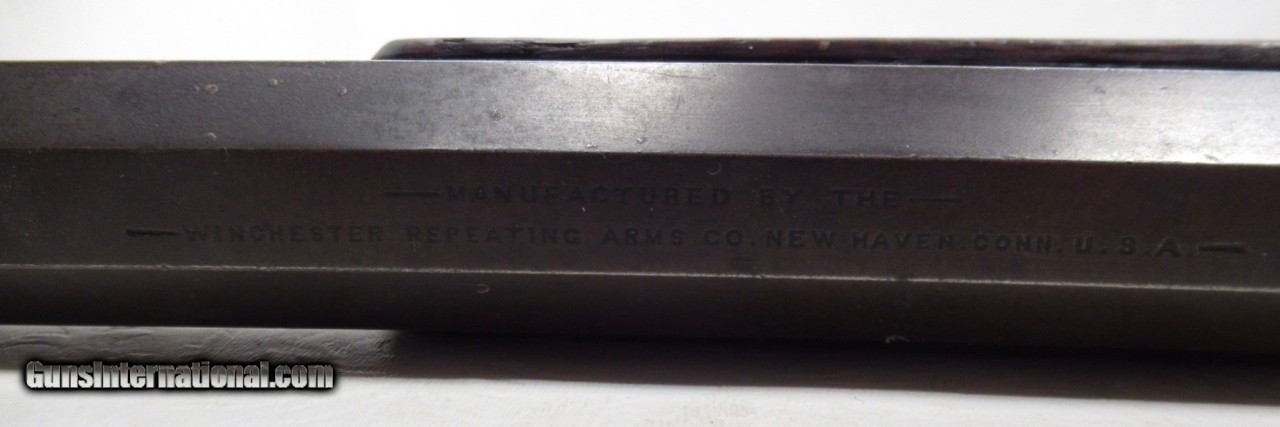 — MANUFACTURED BY THE —
— WINCHESTER REPEATING ARMS CO. NEW HAVEN. CONN. U. S. A. —
GunsInternational.com